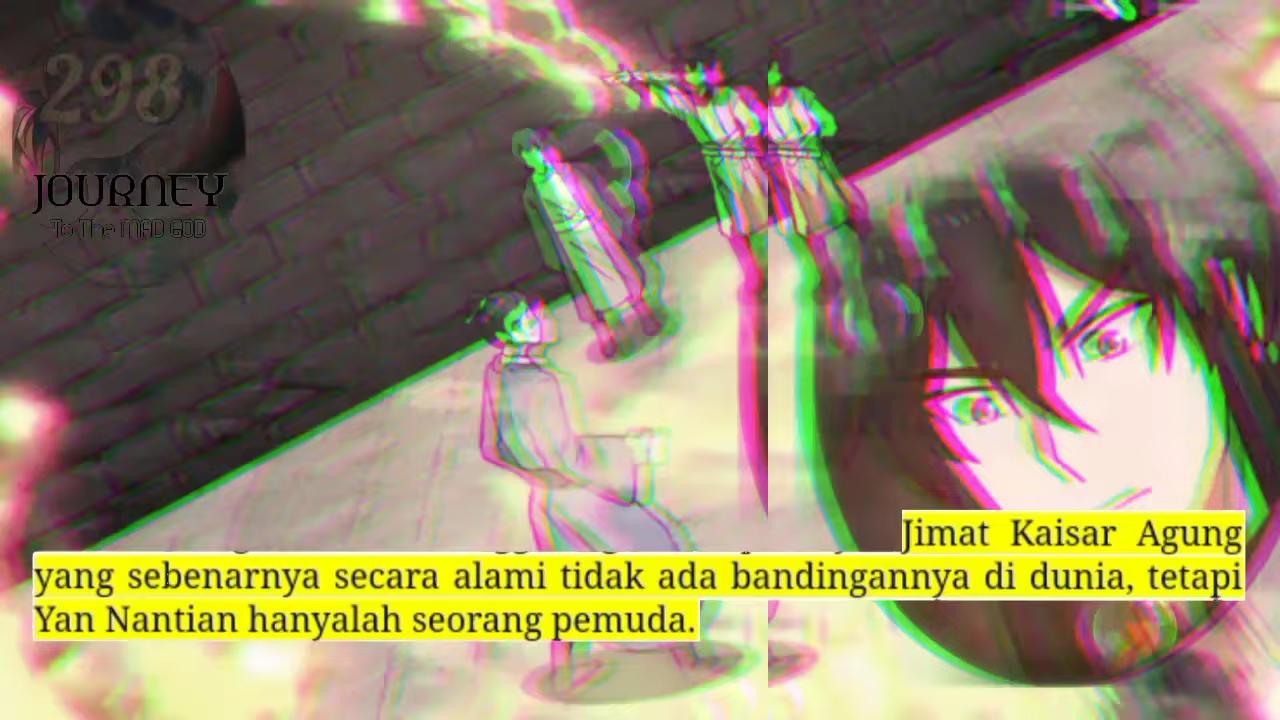 298
JOURNEY
To The MAD GOD
Jimat Kaisar Agung
yang sebenarnya secara alami tidak ada bandingannya di dunia, tetapi
Yan Nantian hanyalah seorang pemuda.